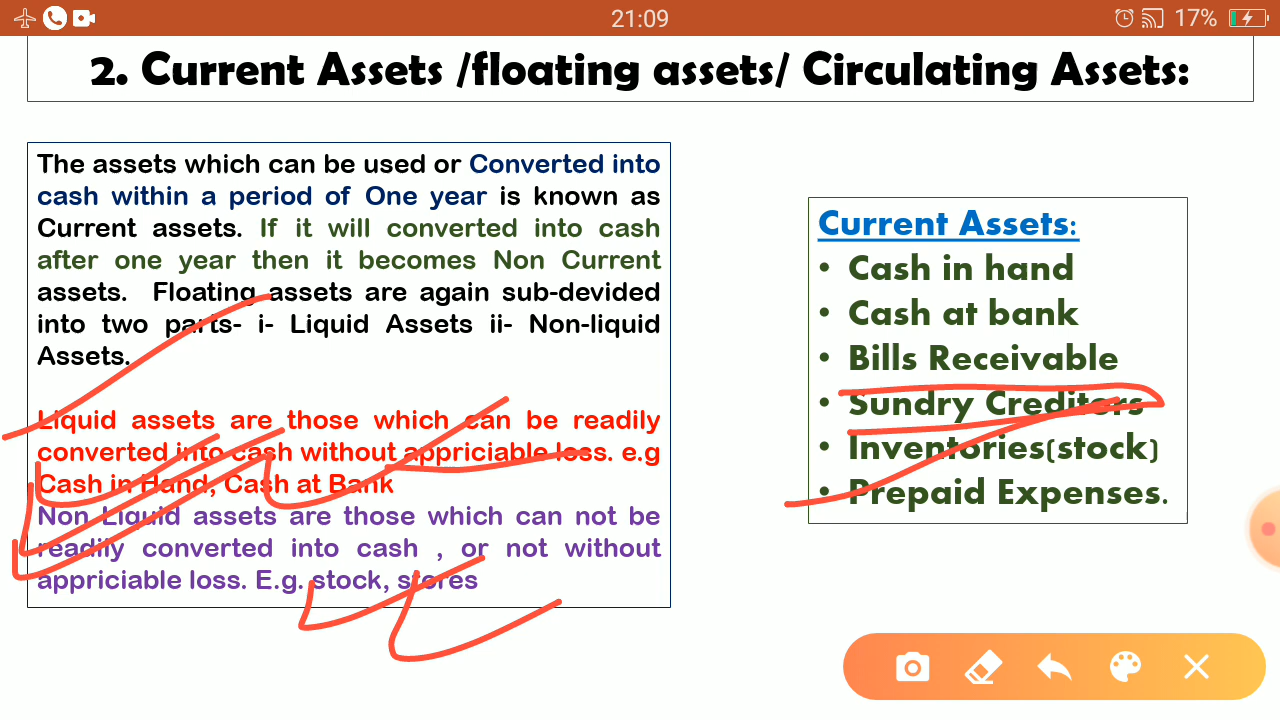 21:09
17%
2. Current Assets /floating assets/ Circulating Assets:
The assets which can be used or Converted into
cash within a period of One year is known as
Current assets. If it will converted into cash
after one year then it becomes Non Current
assets. Floating assets are again sub-devided
into two parts- i- Liquid Assets ii- Non-liquid
Assets.
Liquid assets are those which can be readily
converted into cash without appriciable loss. e.g
Cash in Hand, Cash at Bank
Non Liquid assets are those which can not be
readily converted into cash , or not without
appriciable loss. E.g. stock, stores
Current Assets:
• Cash in hand
• Cash at bank
• Bills Receivable
• Sundry Creditors
• Inventories(stock)
• Prepaid Expenses.